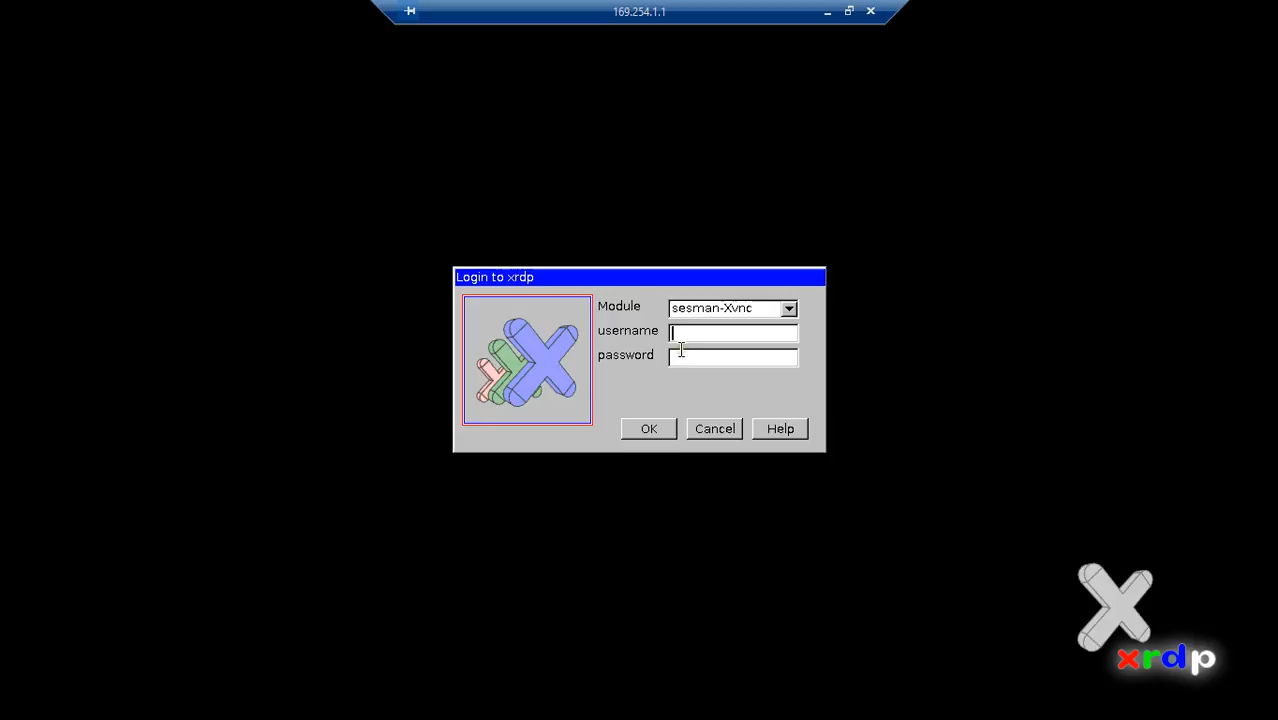 169.254.1.1
Login to xrdp
Module
sesman-Xvnc
username
password
OK
Cancel
Help
xrdp